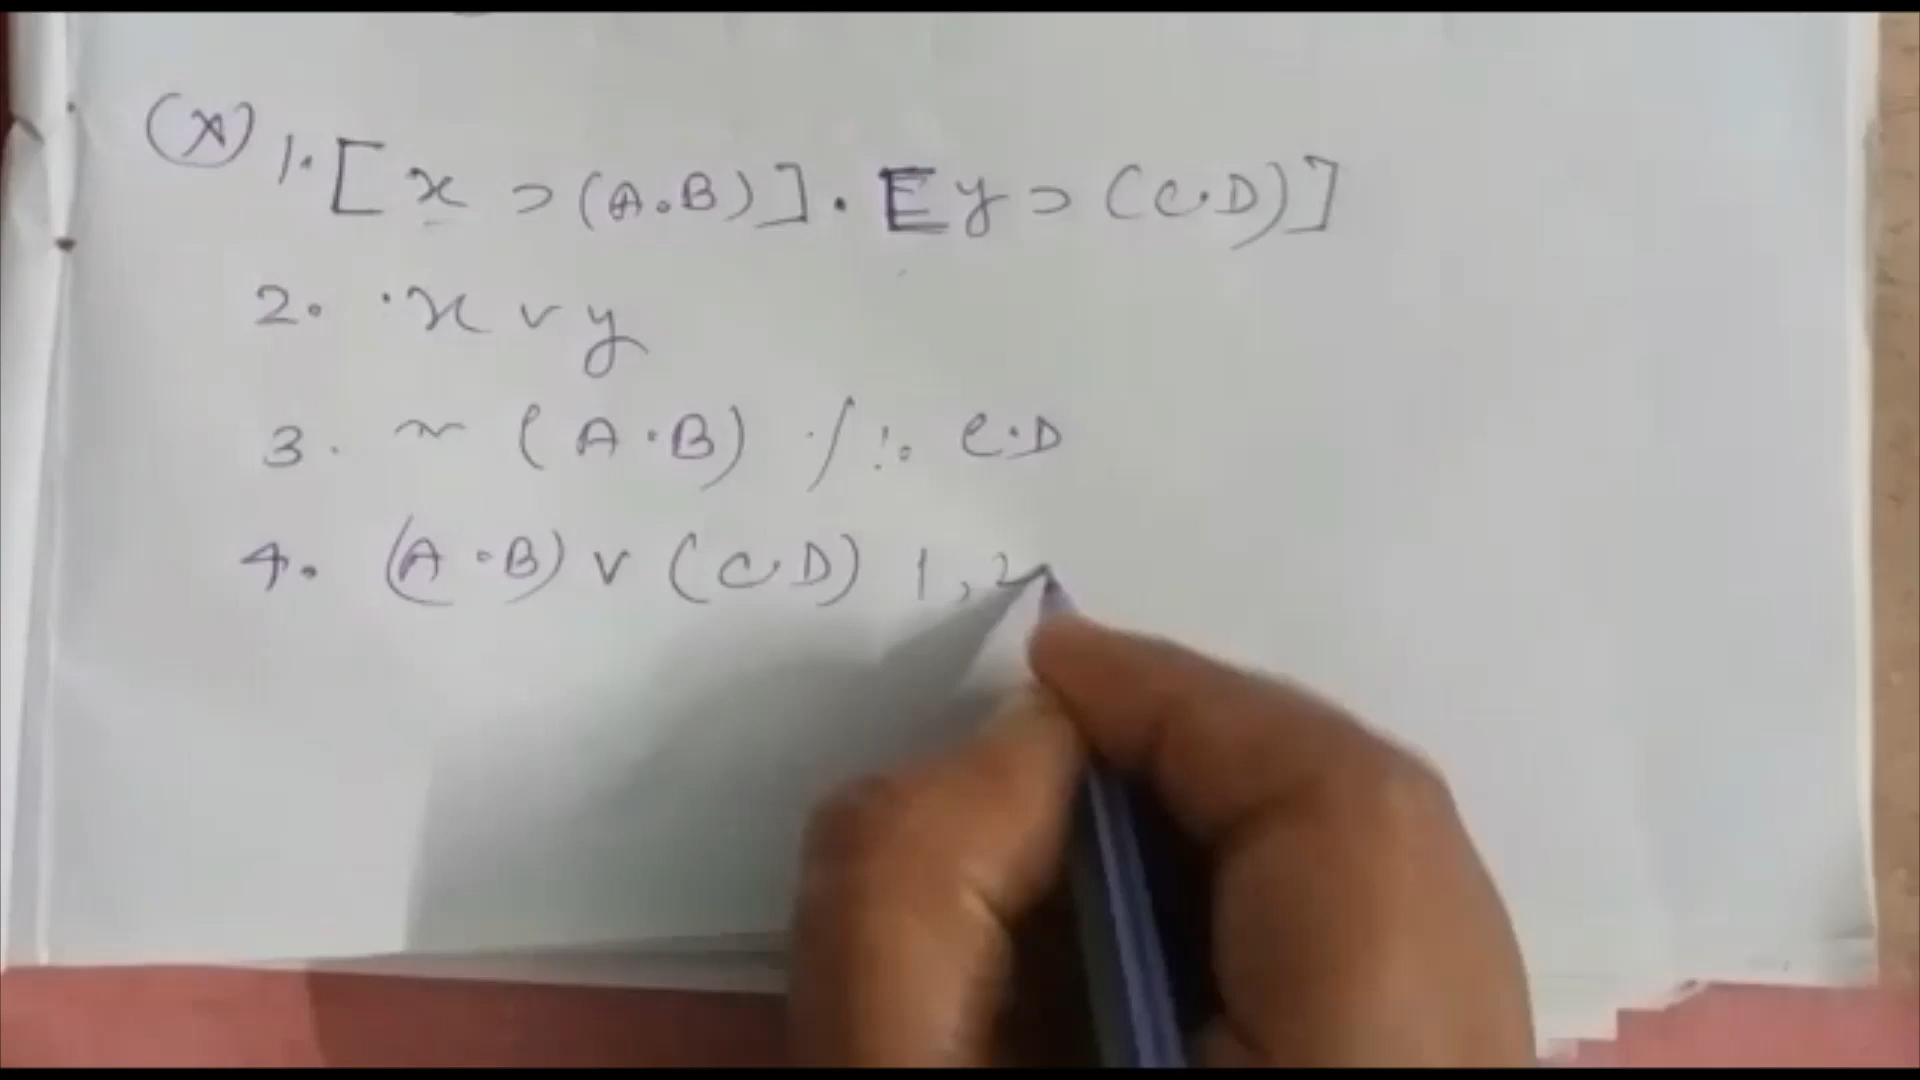 (x) 1. [x ⊃ (A.B)] . [y ⊃ (C.D)]
2. x v y
3. ~ (A.B) /∴ C.D
4. (A.B) v (C.D) 1,2